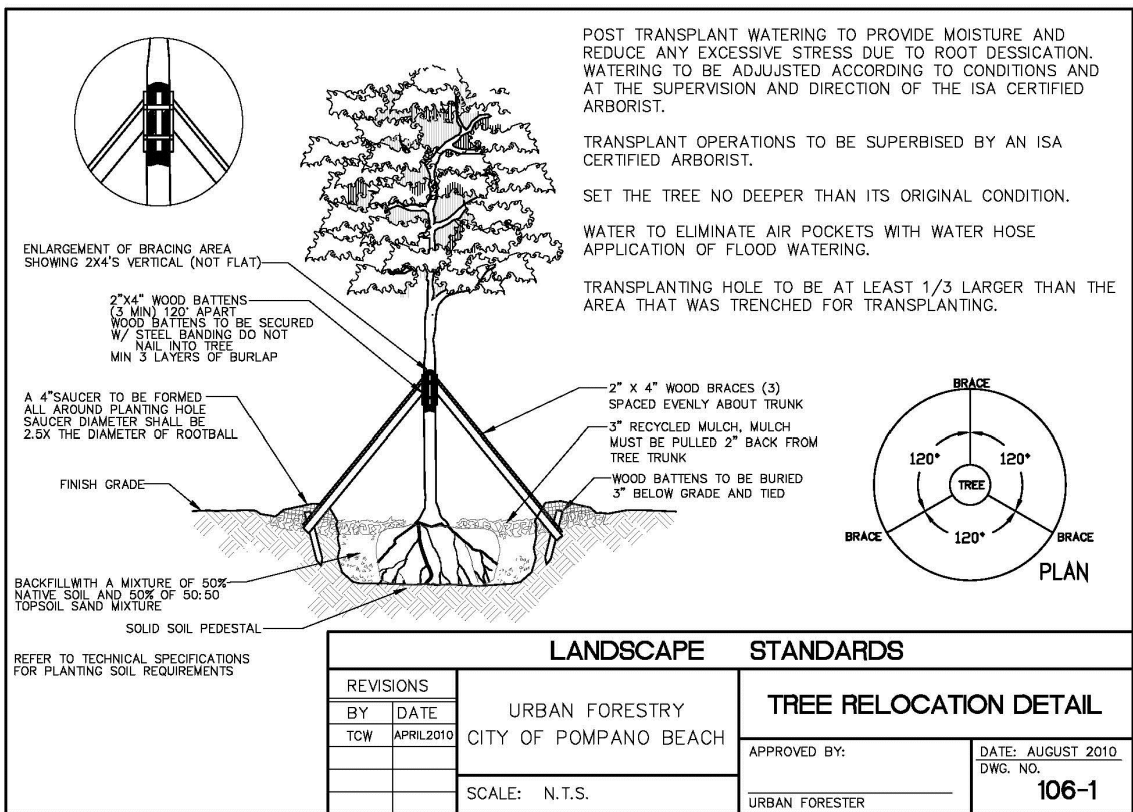 POST TRANSPLANT WATERING TO PROVIDE MOISTURE AND
REDUCE ANY EXCESSIVE STRESS DUE TO ROOT DESSICATION.
WATERING TO BE ADJUJSTED ACCORDING TO CONDITIONS AND
AT THE SUPERVISION AND DIRECTION OF THE ISA CERTIFIED
ARBORIST.
TRANSPLANT OPERATIONS TO BE SUPERBISED BY AN ISA
CERTIFIED ARBORIST.
SET THE TREE NO DEEPER THAN ITS ORIGINAL CONDITION.
WATER TO ELIMINATE AIR POCKETS WITH WATER HOSE
APPLICATION OF FLOOD WATERING.
TRANSPLANTING HOLE TO BE AT LEAST 1/3 LARGER THAN THE
AREA THAT WAS TRENCHED FOR TRANSPLANTING.
ENLARGEMENT OF BRACING AREA
SHOWING 2X4'S VERTICAL (NOT FLAT)
2"X4" WOOD BATTENS
(3 MIN) 120° APART
WOOD BATTENS TO BE SECURED
W/ STEEL BANDING DO NOT
NAIL INTO TREE
MIN 3 LAYERS OF BURLAP
A 4"SAUCER TO BE FORMED
ALL AROUND PLANTING HOLE
SAUCER DIAMETER SHALL BE
2.5X THE DIAMETER OF ROOTBALL
FINISH GRADE
BACKFILLWITH A MIXTURE OF 50%
NATIVE SOIL AND 50% OF 50:50
TOPSOIL SAND MIXTURE
SOLID SOIL PEDESTAL
REFER TO TECHNICAL SPECIFICATIONS
FOR PLANTING SOIL REQUIREMENTS
2" X 4" WOOD BRACES (3)
SPACED EVENLY ABOUT TRUNK
3" RECYCLED MULCH, MULCH
MUST BE PULLED 2" BACK FROM
TREE TRUNK
WOOD BATTENS TO BE BURIED
3" BELOW GRADE AND TIED
BRACE
120° 120°
TREE
120°
BRACE BRACE
PLAN
LANDSCAPE STANDARDS
REVISIONS
BY DATE
TCW APRIL2010
URBAN FORESTRY
CITY OF POMPANO BEACH
SCALE: N.T.S.
TREE RELOCATION DETAIL
APPROVED BY:
URBAN FORESTER
DATE: AUGUST 2010
DWG. NO.
106-1